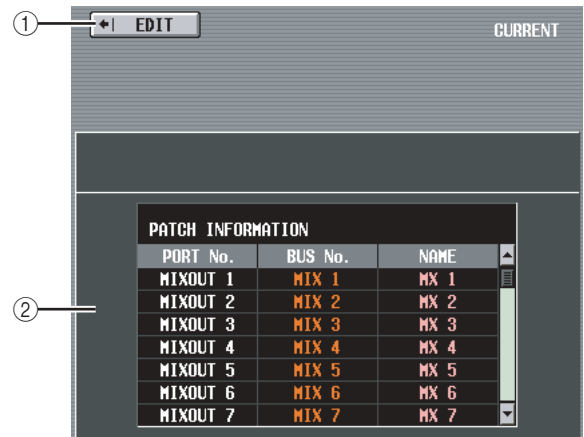 ① EDIT CURRENT
PATCH INFORMATION
PORT No. BUS No. NAME
MIXOUT 1 MIX 1 MX 1
MIXOUT 2 MIX 2 MX 2
② MIXOUT 3 MIX 3 MX 3
MIXOUT 4 MIX 4 MX 4
MIXOUT 5 MIX 5 MX 5
MIXOUT 6 MIX 6 MX 6
MIXOUT 7 MIX 7 MX 7